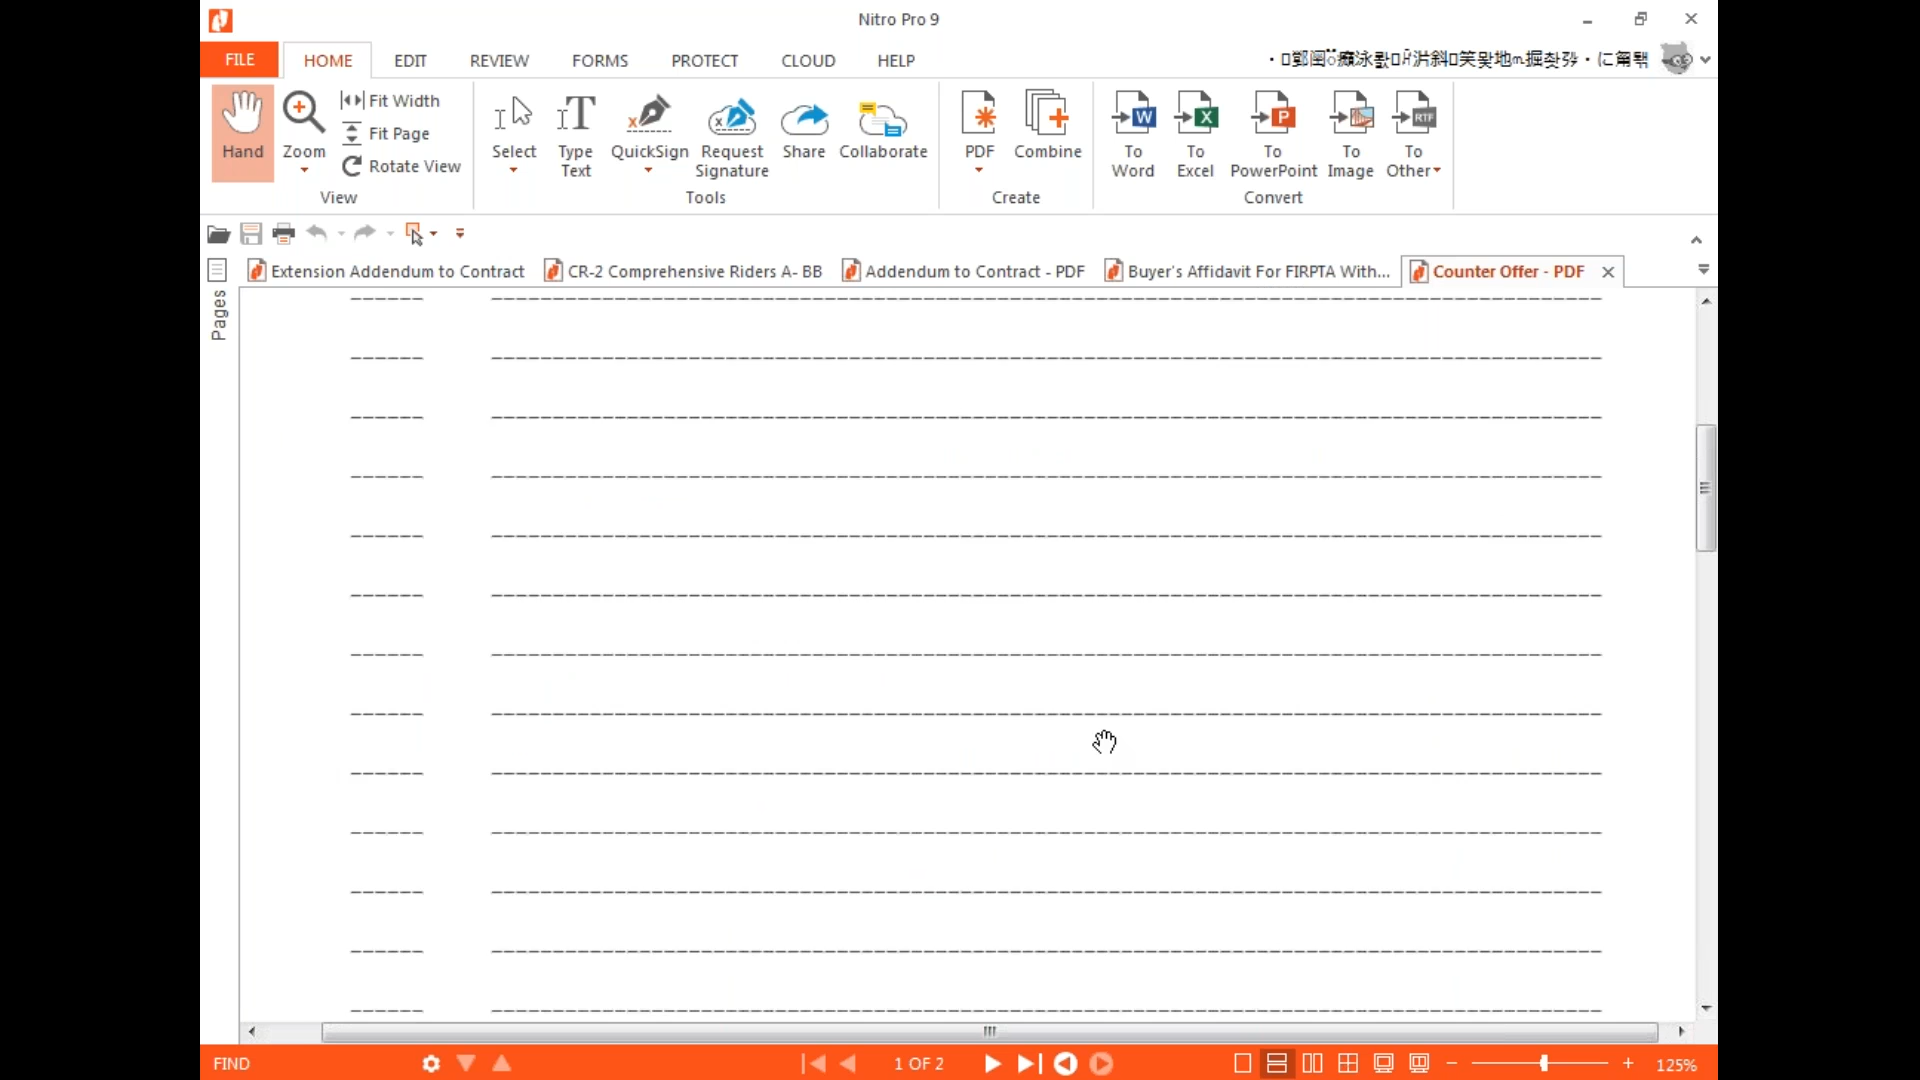 Nitro Pro 9
FILE HOME EDIT REVIEW FORMS PROTECT CLOUD HELP
Hand Zoom Fit Width Fit Page Rotate View
View
Select Type Text QuickSign Request Signature Share Collaborate
Tools
PDF Combine
Create
To Word To Excel To PowerPoint To Image To Other
Convert
Pages
Extension Addendum to Contract CR-2 Comprehensive Riders A- BB Addendum to Contract - PDF Buyer's Affidavit For FIRPTA With... Counter Offer - PDF
FIND 1 OF 2 125%